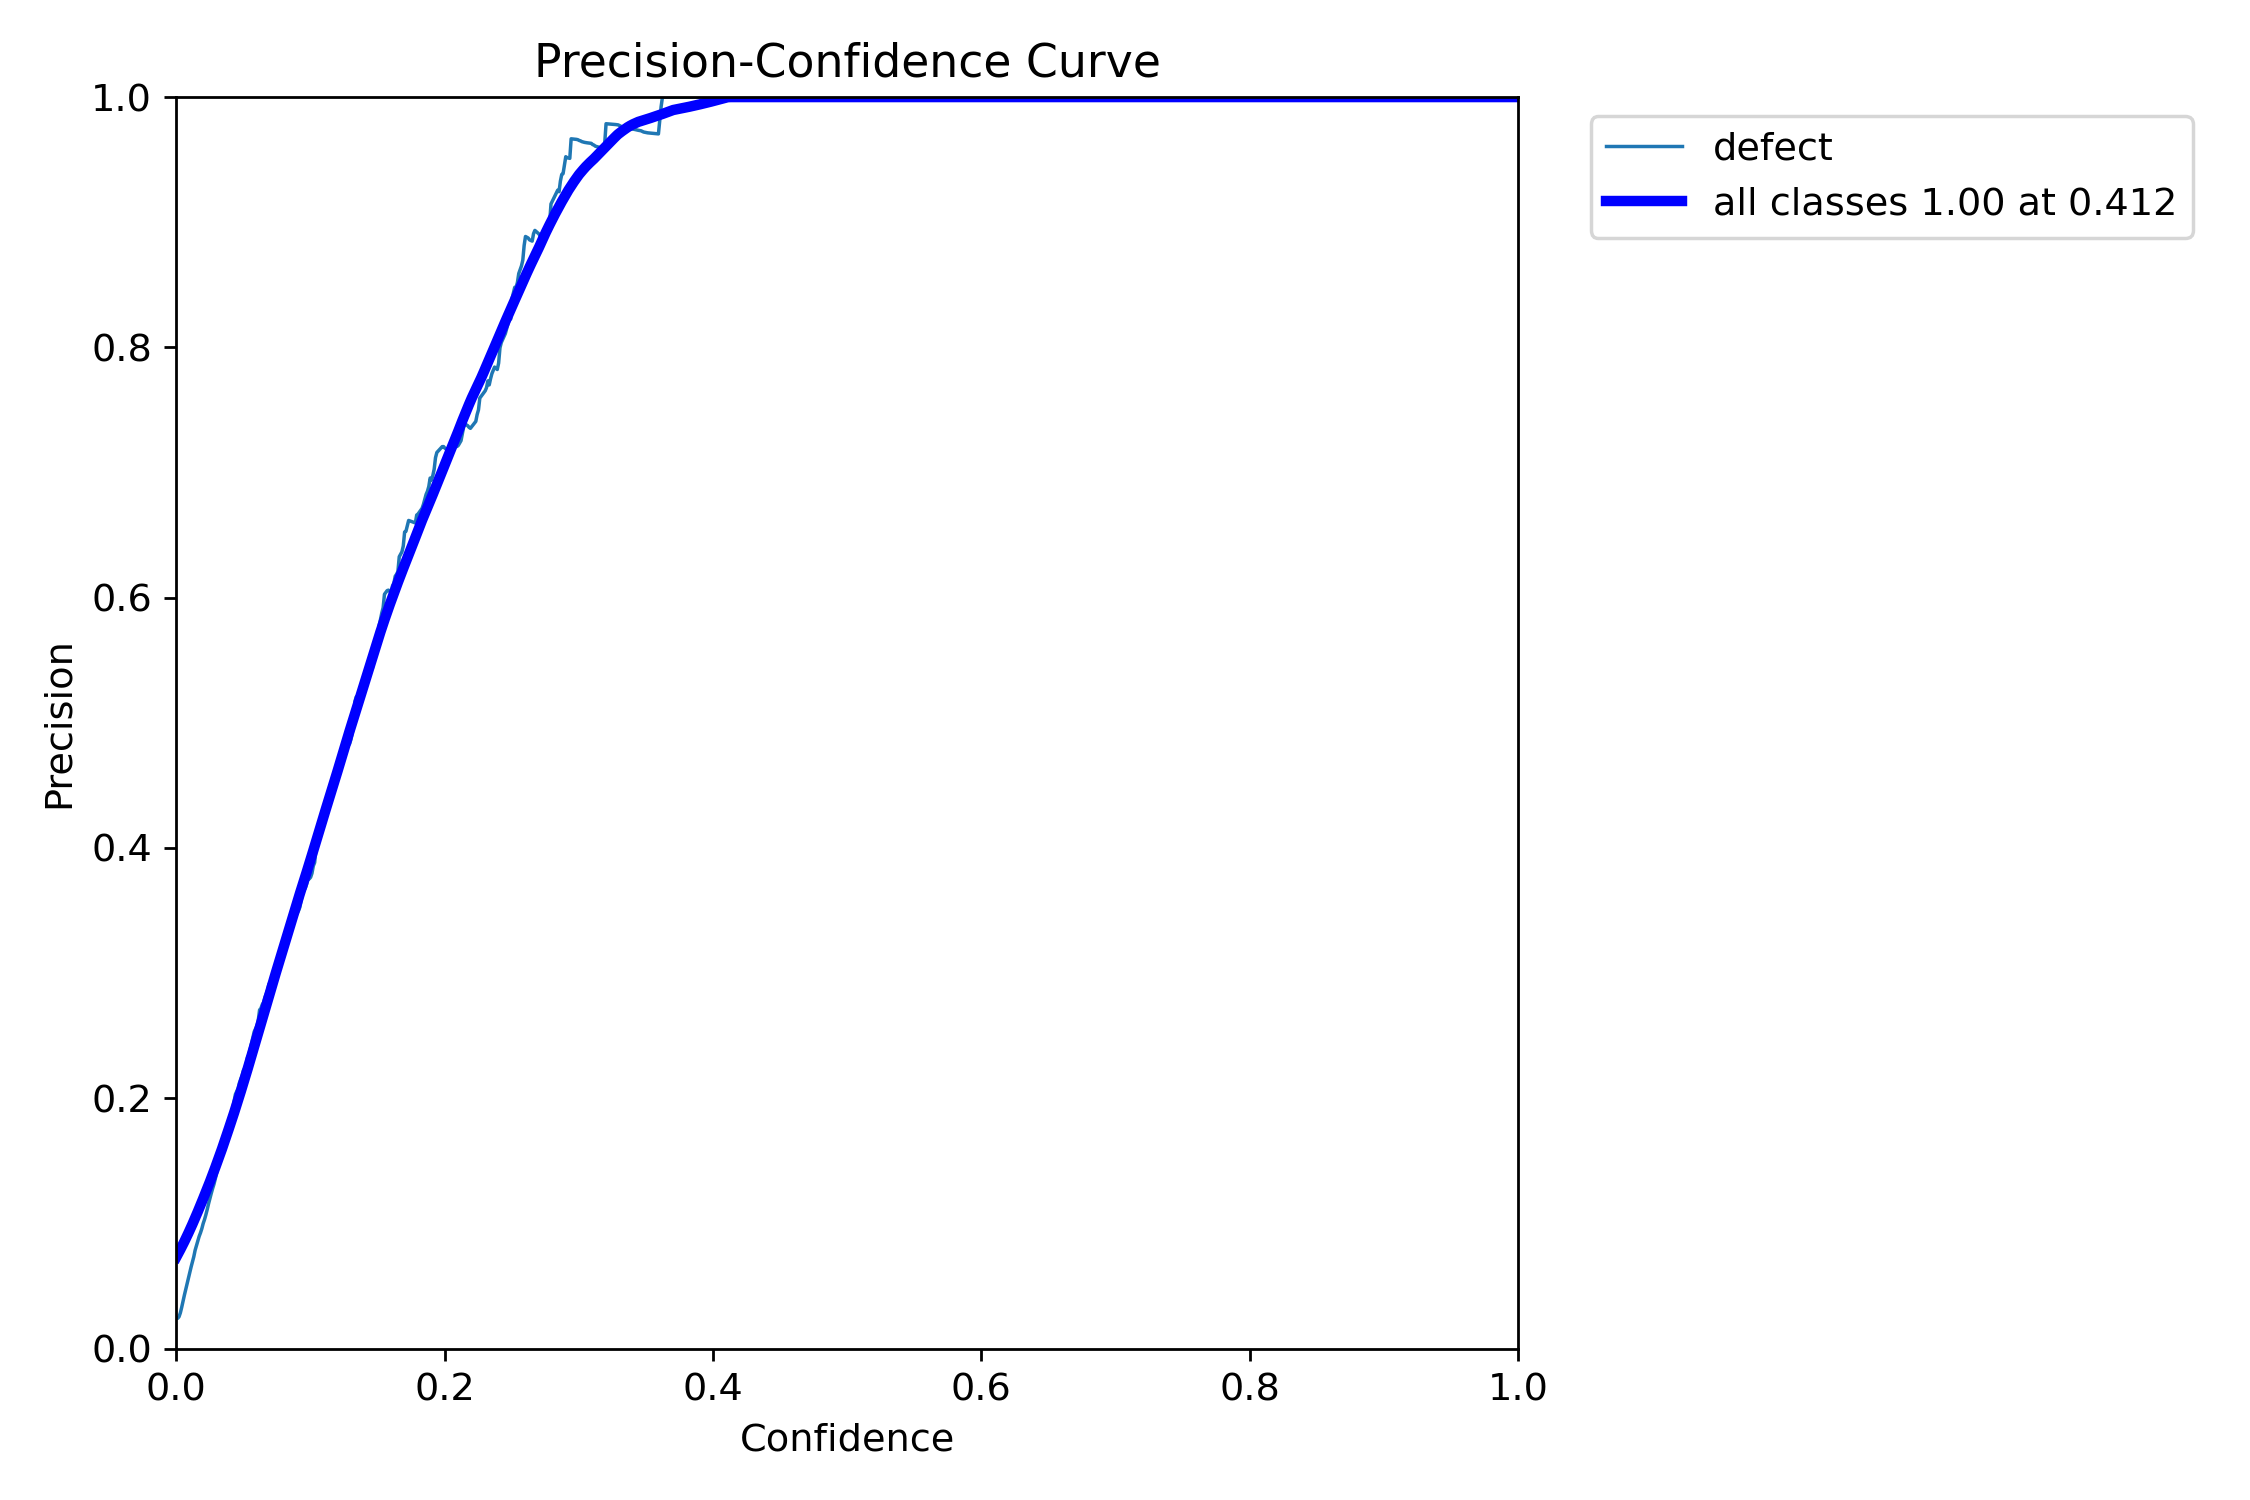 Precision-Confidence Curve
defect
all classes 1.00 at 0.412
1.0
0.8
0.6
0.4
0.2
0.0
Precision
0.0 0.2 0.4 0.6 0.8 1.0
Confidence